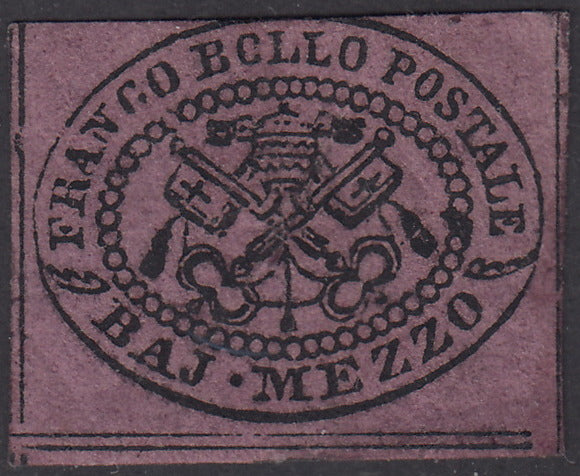 FRANCO BOLLO POSTALE
BAJ · MEZZO